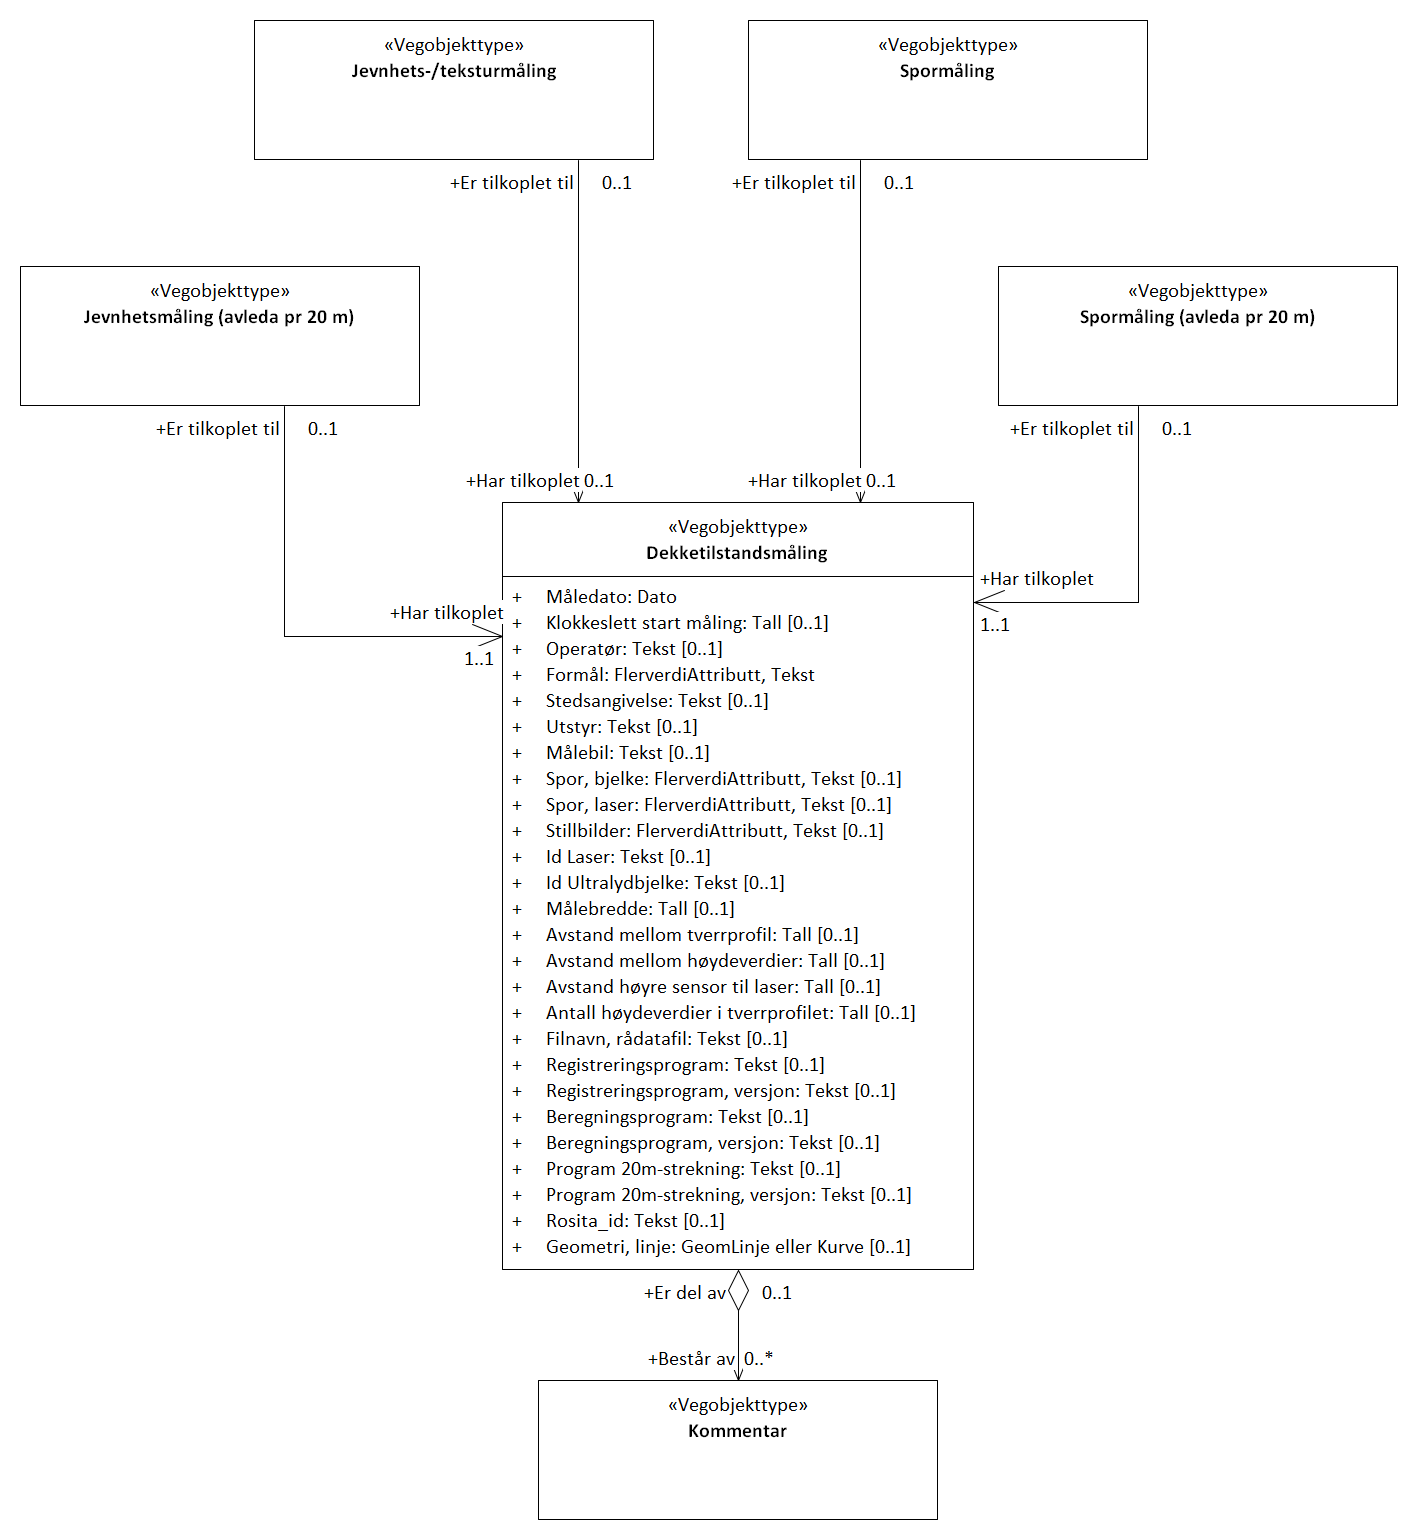 «Vegobjekttype»
Jevnhets-/teksturmåling
«Vegobjekttype»
Spormåling
+Er tilkoplet til 0..1
+Er tilkoplet til 0..1
«Vegobjekttype»
Jevnhetsmåling (avleda pr 20 m)
«Vegobjekttype»
Spormåling (avleda pr 20 m)
+Er tilkoplet til 0..1
+Er tilkoplet til 0..1
+Har tilkoplet 0..1
+Har tilkoplet 0..1
«Vegobjekttype»
Dekketilstandsmåling
+Har tilkoplet
1..1
+Har tilkoplet
1..1
+ Måledato: Dato
+ Klokkeslett start måling: Tall [0..1]
+ Operatør: Tekst [0..1]
+ Formål: FlerverdiAttributt, Tekst
+ Stedsangivelse: Tekst [0..1]
+ Utstyr: Tekst [0..1]
+ Målebil: Tekst [0..1]
+ Spor, bjelke: FlerverdiAttributt, Tekst [0..1]
+ Spor, laser: FlerverdiAttributt, Tekst [0..1]
+ Stillbilder: FlerverdiAttributt, Tekst [0..1]
+ Id Laser: Tekst [0..1]
+ Id Ultralydbjelke: Tekst [0..1]
+ Målebredde: Tall [0..1]
+ Avstand mellom tverrprofil: Tall [0..1]
+ Avstand mellom høydeverdier: Tall [0..1]
+ Avstand høyre sensor til laser: Tall [0..1]
+ Antall høydeverdier i tverrprofilet: Tall [0..1]
+ Filnavn, rådatafil: Tekst [0..1]
+ Registreringsprogram: Tekst [0..1]
+ Registreringsprogram, versjon: Tekst [0..1]
+ Beregningsprogram: Tekst [0..1]
+ Beregningsprogram, versjon: Tekst [0..1]
+ Program 20m-strekning: Tekst [0..1]
+ Program 20m-strekning, versjon: Tekst [0..1]
+ Rosita_id: Tekst [0..1]
+ Geometri, linje: GeomLinje eller Kurve [0..1]
+Er del av 0..1
+Består av 0..*
«Vegobjekttype»
Kommentar